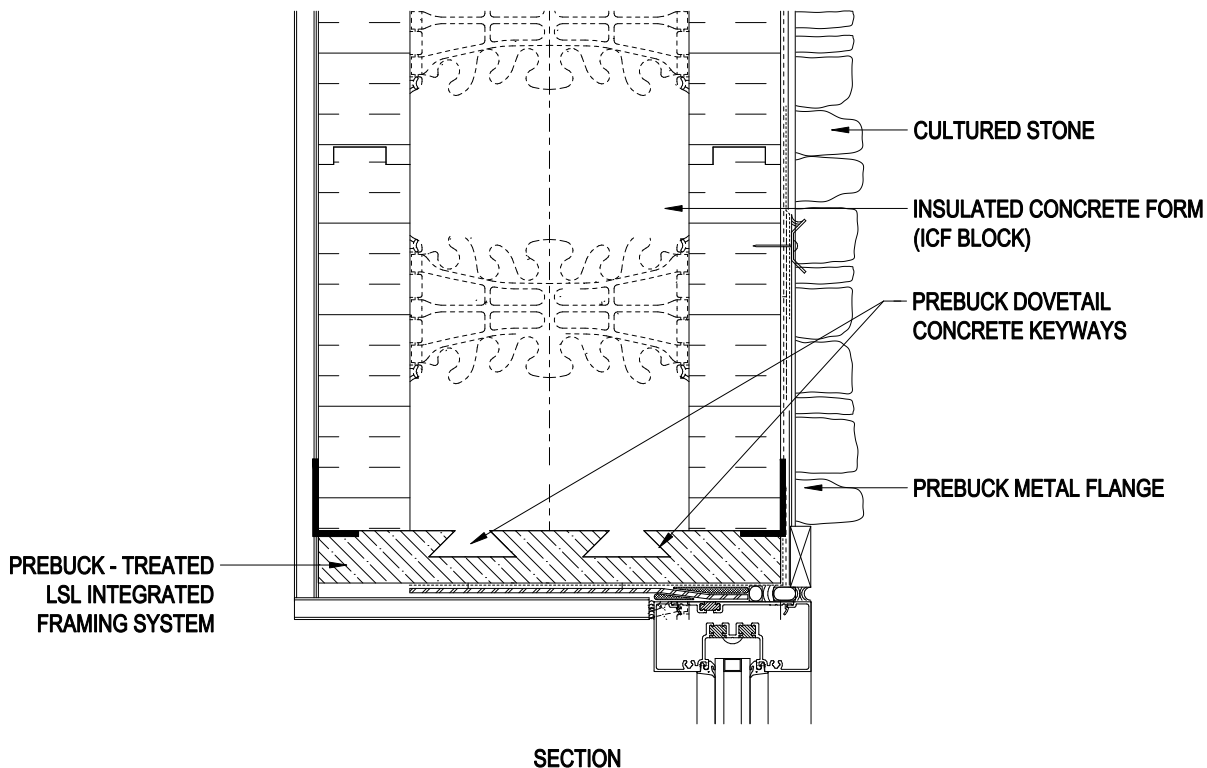 CULTURED STONE
INSULATED CONCRETE FORM
(ICF BLOCK)
PREBUCK DOVETAIL
CONCRETE KEYWAYS
PREBUCK METAL FLANGE
PREBUCK - TREATED
LSL INTEGRATED
FRAMING SYSTEM
SECTION